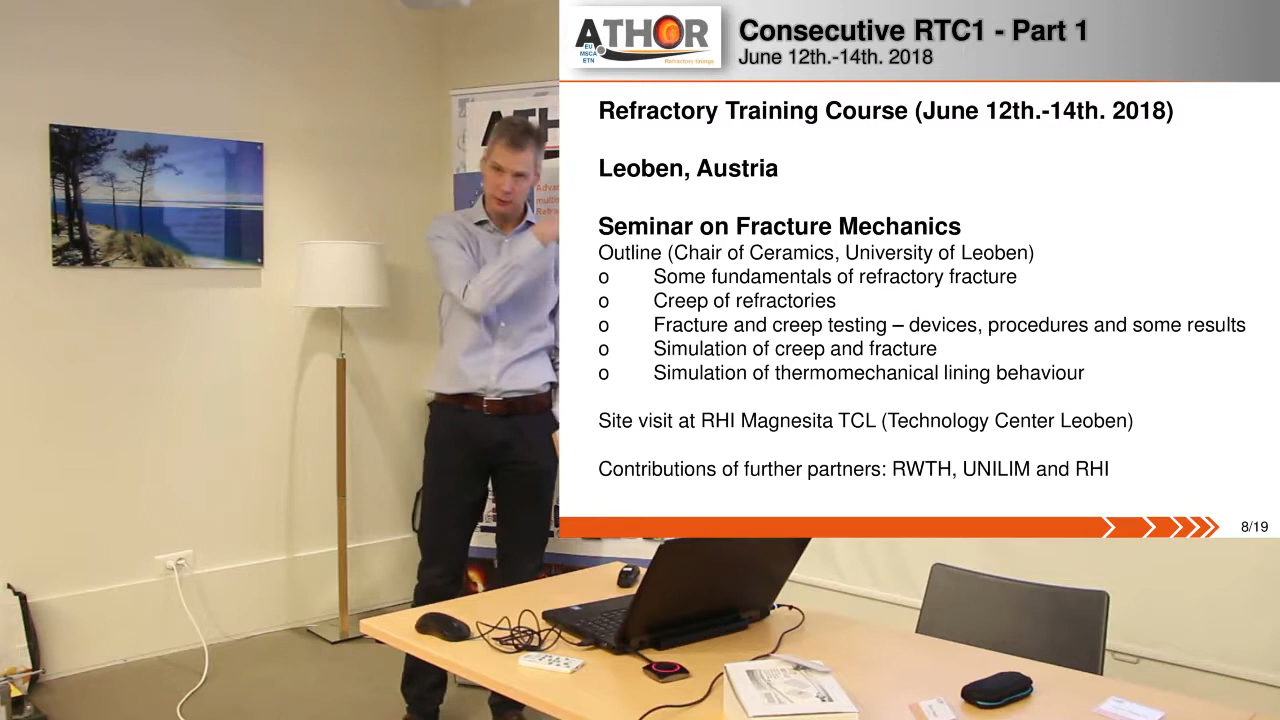 ATHOR
EU
MSCA
ETN
Refractory linings
Consecutive RTC1 - Part 1
June 12th.-14th. 2018
Refractory Training Course (June 12th.-14th. 2018)
Leoben, Austria
Seminar on Fracture Mechanics
Outline (Chair of Ceramics, University of Leoben)
o Some fundamentals of refractory fracture
o Creep of refractories
o Fracture and creep testing – devices, procedures and some results
o Simulation of creep and fracture
o Simulation of thermomechanical lining behaviour
Site visit at RHI Magnesita TCL (Technology Center Leoben)
Contributions of further partners: RWTH, UNILIM and RHI
8/19
ATH